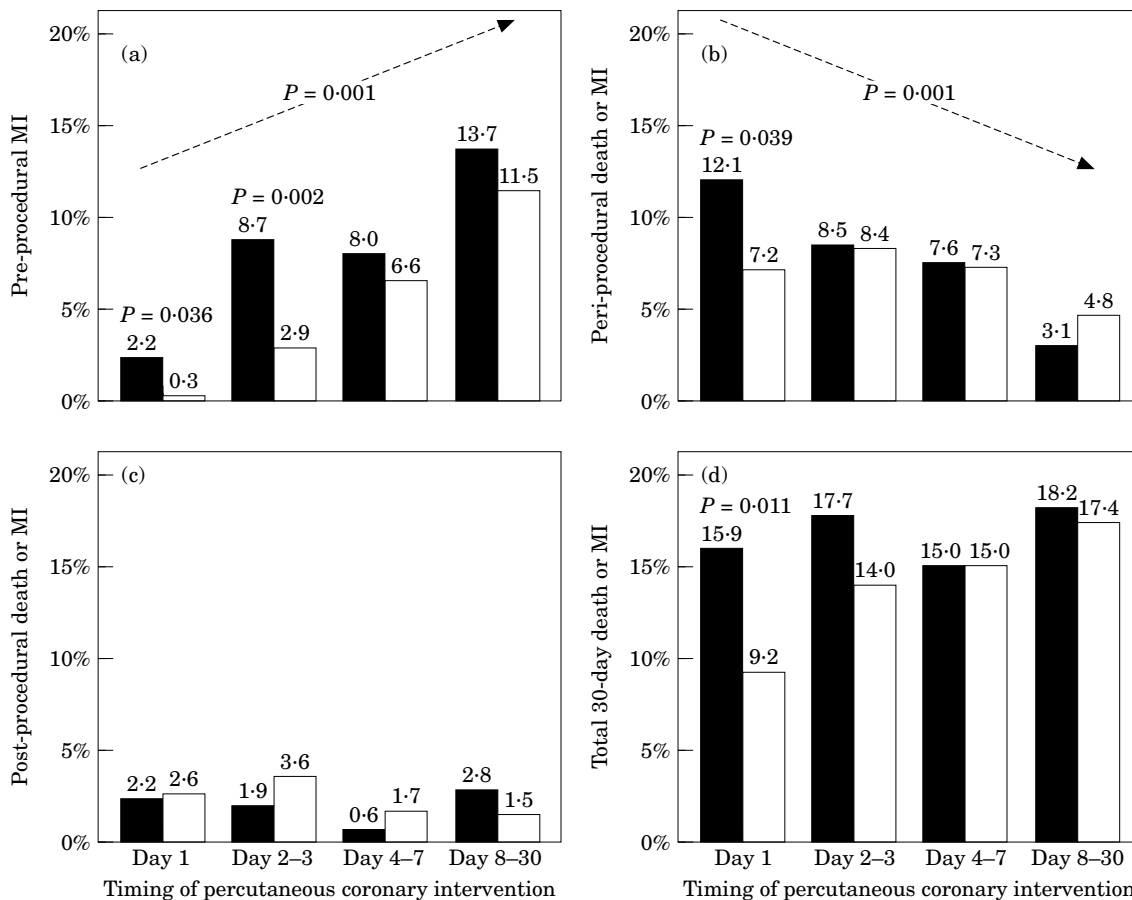 20%
15%
10%
5%
0%
Pre-procedural MI
(a)
P = 0·001
P = 0·036
2·2
0·3
P = 0·002
8·7
2·9
8·0
6·6
13·7
11·5
20%
15%
10%
5%
0%
Peri-procedural death or MI
(b)
P = 0·001
P = 0·039
12·1
7·2
8·5
8·4
7·6
7·3
3·1
4·8
20%
15%
10%
5%
0%
Post-procedural death or MI
(c)
2·2
2·6
1·9
3·6
0·6
1·7
2·8
1·5
Day 1
Day 2–3
Day 4–7
Day 8–30
Timing of percutaneous coronary intervention
20%
15%
10%
5%
0%
Total 30-day death or MI
(d)
P = 0·011
15·9
9·2
17·7
14·0
15·0
15·0
18·2
17·4
Day 1
Day 2–3
Day 4–7
Day 8–30
Timing of percutaneous coronary intervention